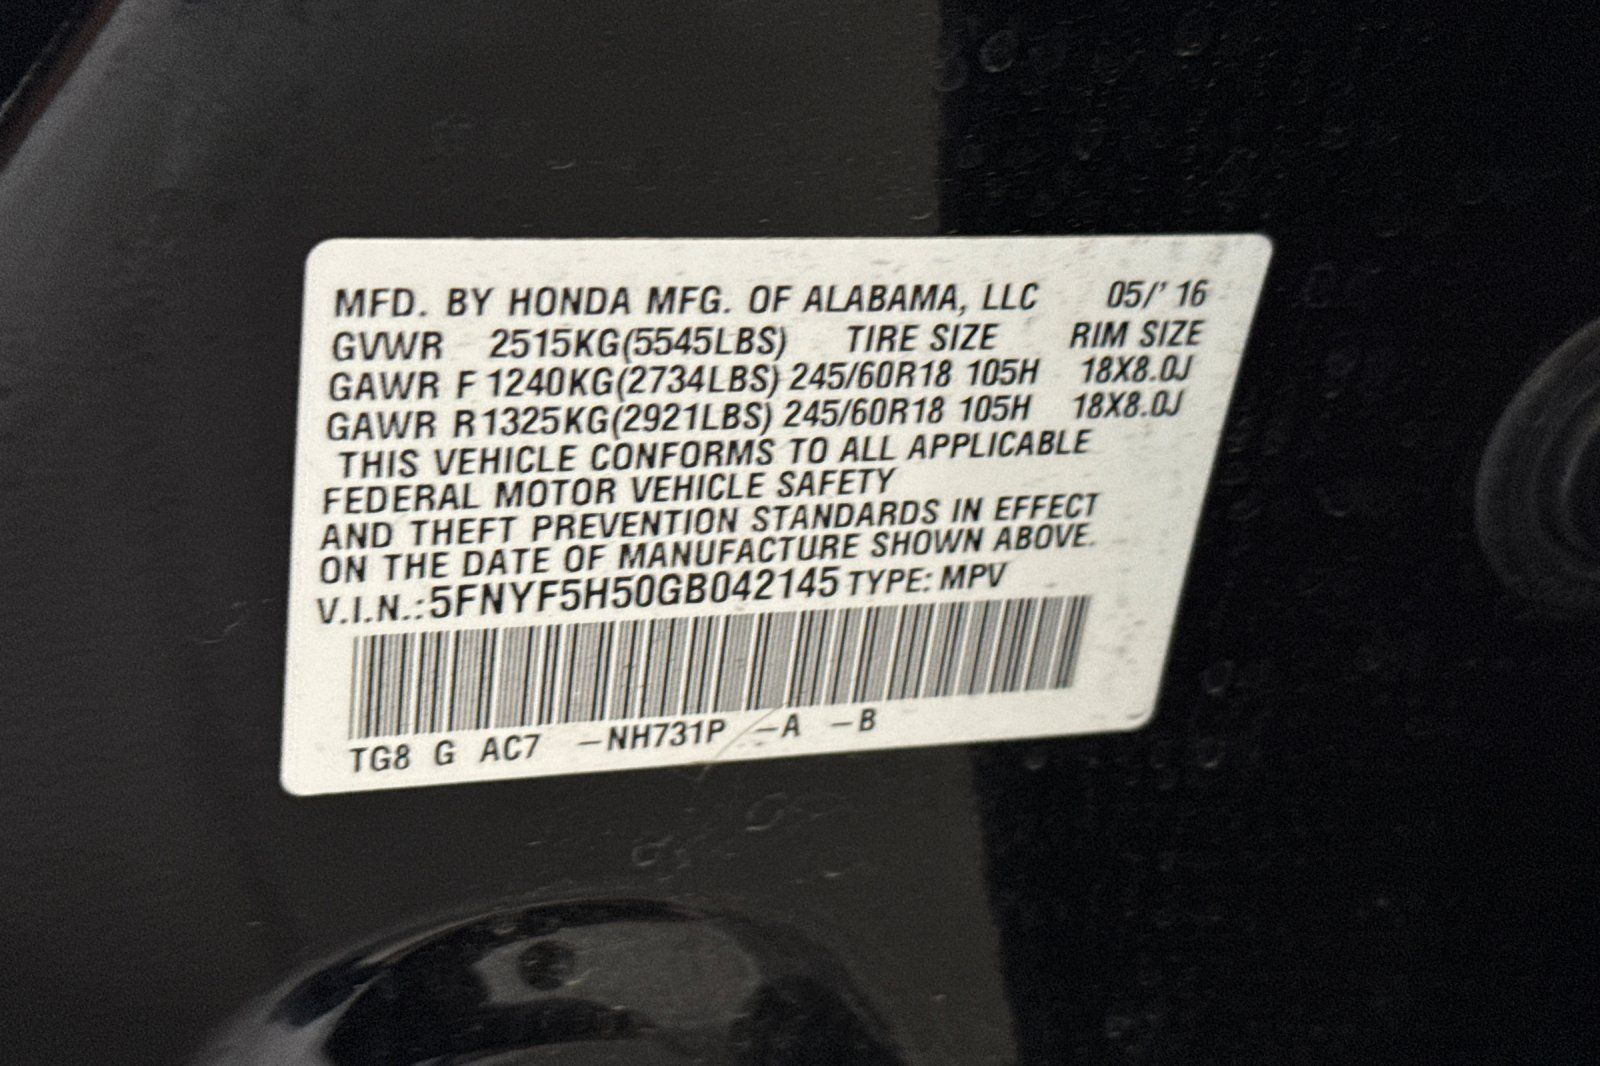 MFD. BY HONDA MFG. OF ALABAMA, LLC 05/' 16
GVWR 2515KG(5545LBS) TIRE SIZE RIM SIZE
GAWR F 1240KG(2734LBS) 245/60R18 105H 18X8.0J
GAWR R 1325KG(2921LBS) 245/60R18 105H 18X8.0J
THIS VEHICLE CONFORMS TO ALL APPLICABLE
FEDERAL MOTOR VEHICLE SAFETY
AND THEFT PREVENTION STANDARDS IN EFFECT
ON THE DATE OF MANUFACTURE SHOWN ABOVE.
V.I.N.:5FNYF5H50GB042145 TYPE: MPV
TG8 G AC7 –NH731P –A –B